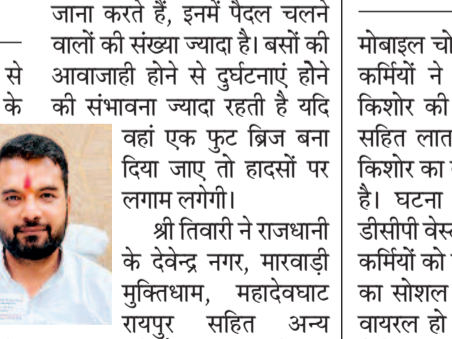 जाना करते हैं, इनमें पैदल चलने
वालों की संख्या ज्यादा है। बसों की
से आवाजाही होने से दुर्घटनाएं होने
के की संभावना ज्यादा रहती है यदि
वहां एक फुट ब्रिज बना
दिया जाए तो हादसों पर
लगाम लगेगी।
श्री तिवारी ने राजधानी
के देवेन्द्र नगर, मारवाड़ी
मुक्तिधाम, महादेवघाट
रायपुर सहित अन्य
मोबाइल चो
कर्मियों ने
किशोर की
सहित लात
किशोर का
है। घटना
डीसीपी वेस्
कर्मियों को
का सोशल
वायरल हो